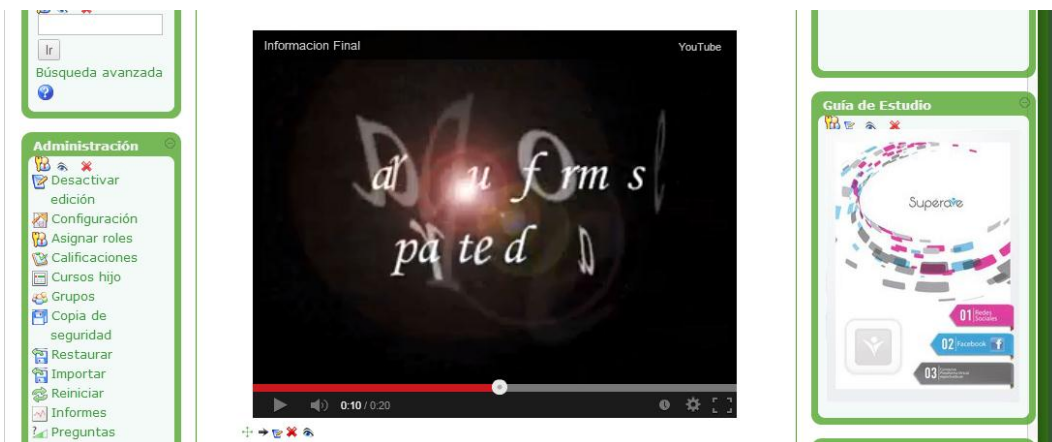 Ir
Búsqueda avanzada
Administración
Desactivar
edición
Configuración
Asignar roles
Calificaciones
Cursos hijo
Grupos
Copia de
seguridad
Restaurar
Importar
Reiniciar
Informes
Preguntas
Informacion Final
YouTube
0:10 / 0:20
Guía de Estudio
Superate
01 Redes
Sociales
02 Facebook
03